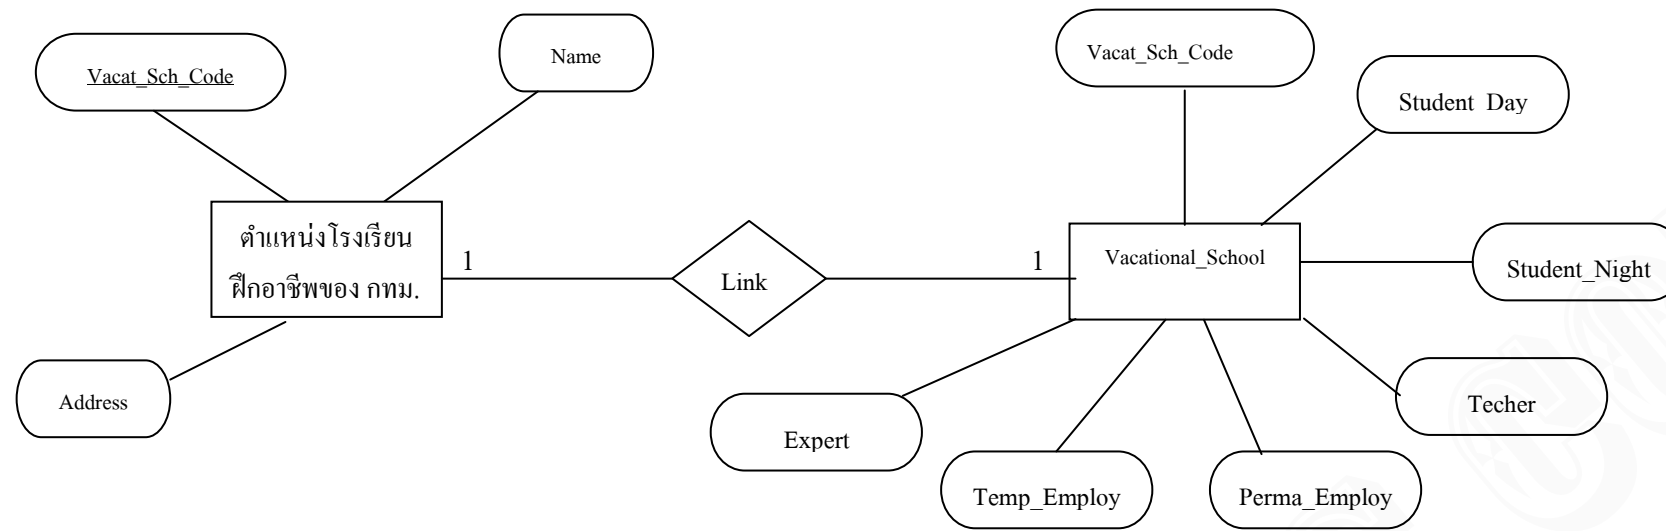 Vacat_Sch_Code
Name
Vacat_Sch_Code
Student Day
ตำแหน่งโรงเรียน
ฝึกอาชีพของ กทม.
1
Link
1
Vacational_School
Student_Night
Address
Expert
Temp_Employ
Perma_Employ
Techer